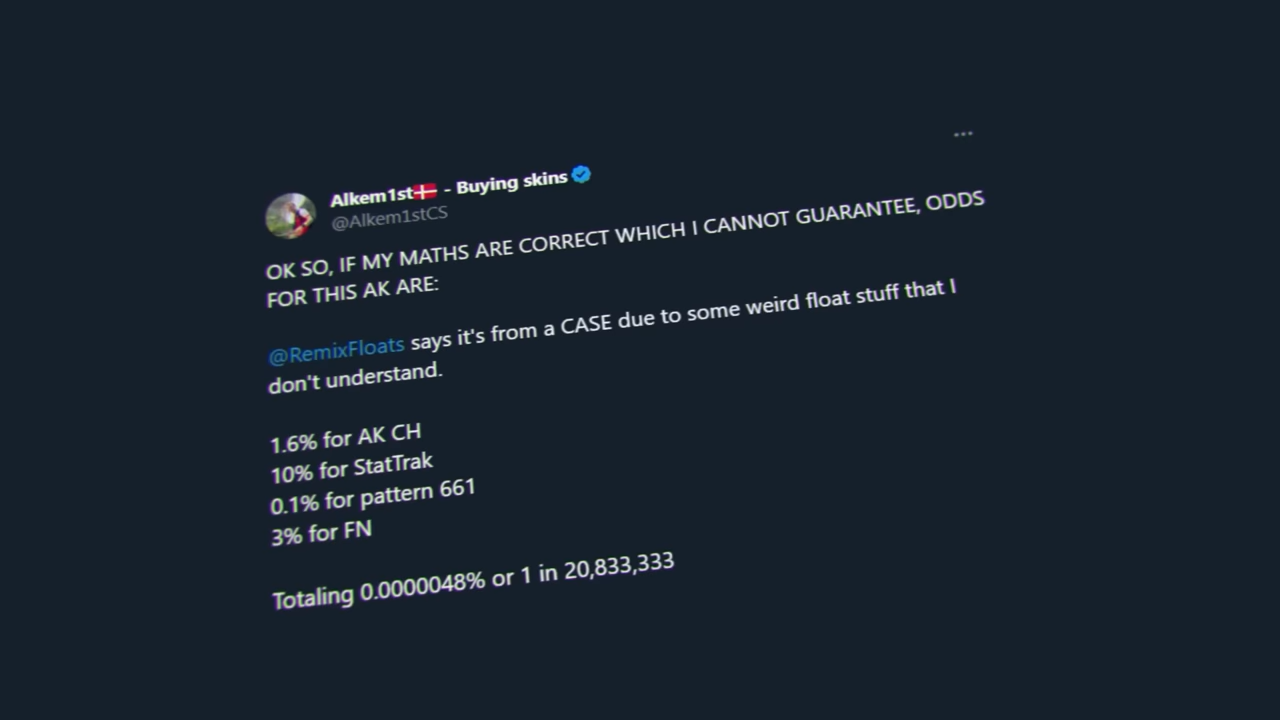 ...
Alkem1st🇩🇰 - Buying skins
@Alkem1stCS
OK SO, IF MY MATHS ARE CORRECT WHICH I CANNOT GUARANTEE, ODDS
FOR THIS AK ARE:
@RemixFloats says it's from a CASE due to some weird float stuff that I
don't understand.
1.6% for AK CH
10% for StatTrak
0.1% for pattern 661
3% for FN
Totaling 0.0000048% or 1 in 20,833,333